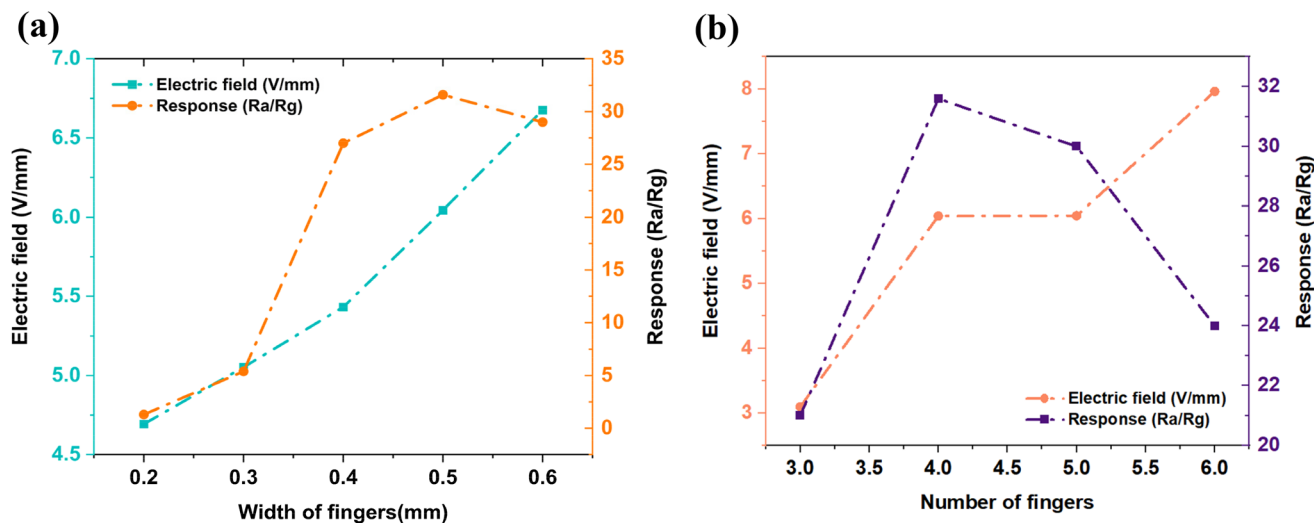 (a)
Electric field (V/mm)
7.0
6.5
6.0
5.5
5.0
4.5
Electric field (V/mm)
Response (Ra/Rg)
35
30
25
20
15
10
5
0
Response (Ra/Rg)
0.2 0.3 0.4 0.5 0.6
Width of fingers(mm)
(b)
Electric field (V/mm)
8
7
6
5
4
3
Electric field (V/mm)
Response (Ra/Rg)
32
30
28
26
24
22
20
Response (Ra/Rg)
3.0 3.5 4.0 4.5 5.0 5.5 6.0
Number of fingers